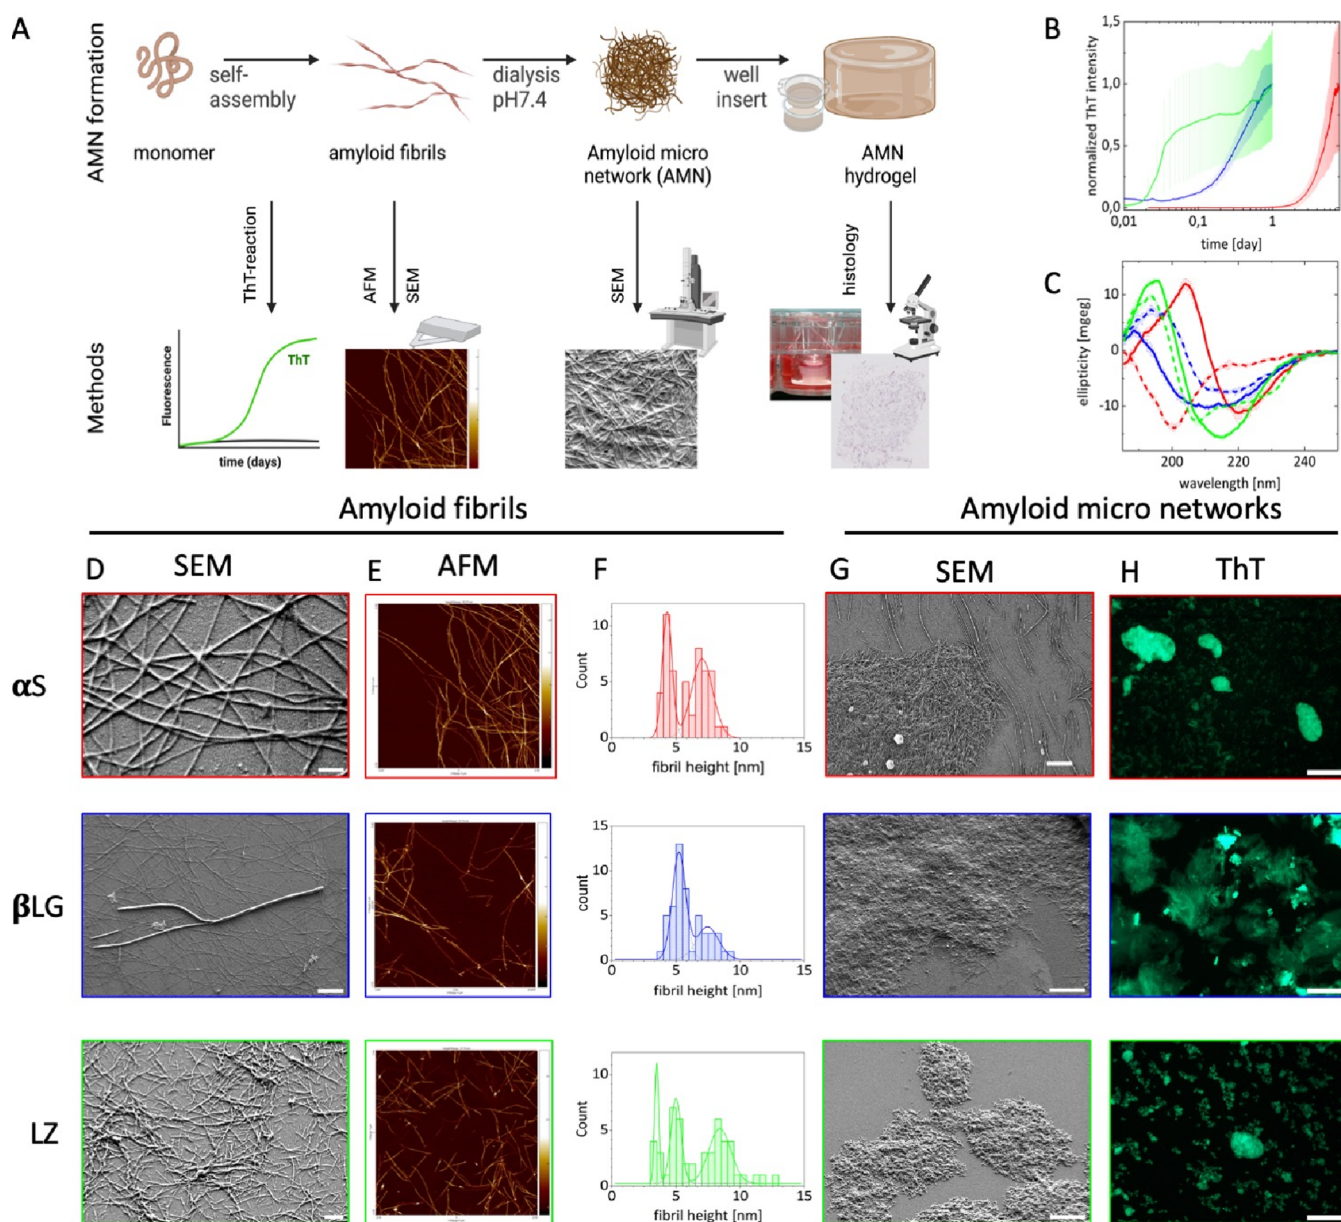 A
AMN formation
self-
assembly
dialysis
pH7.4
well
insert
monomer
amyloid fibrils
Amyloid micro
network (AMN)
AMN
hydrogel
Methods
ThT-reaction
AFM
SEM
SEM
histology
Fluorescence
ThT
time (days)
B
normalized ThT intensity
1,5
1,0
0,5
0,0
0,01
0,1
1
time [day]
C
ellipticity [mgeg]
10
0
-10
200
220
240
wavelength [nm]
Amyloid fibrils
Amyloid micro networks
D
SEM
E
AFM
F
G
SEM
H
ThT
αS
Count
10
5
0
0
5
10
15
fibril height [nm]
βLG
count
15
10
5
0
0
5
10
15
fibril height [nm]
LZ
Count
10
5
0
0
5
10
15
fibril height [nm]